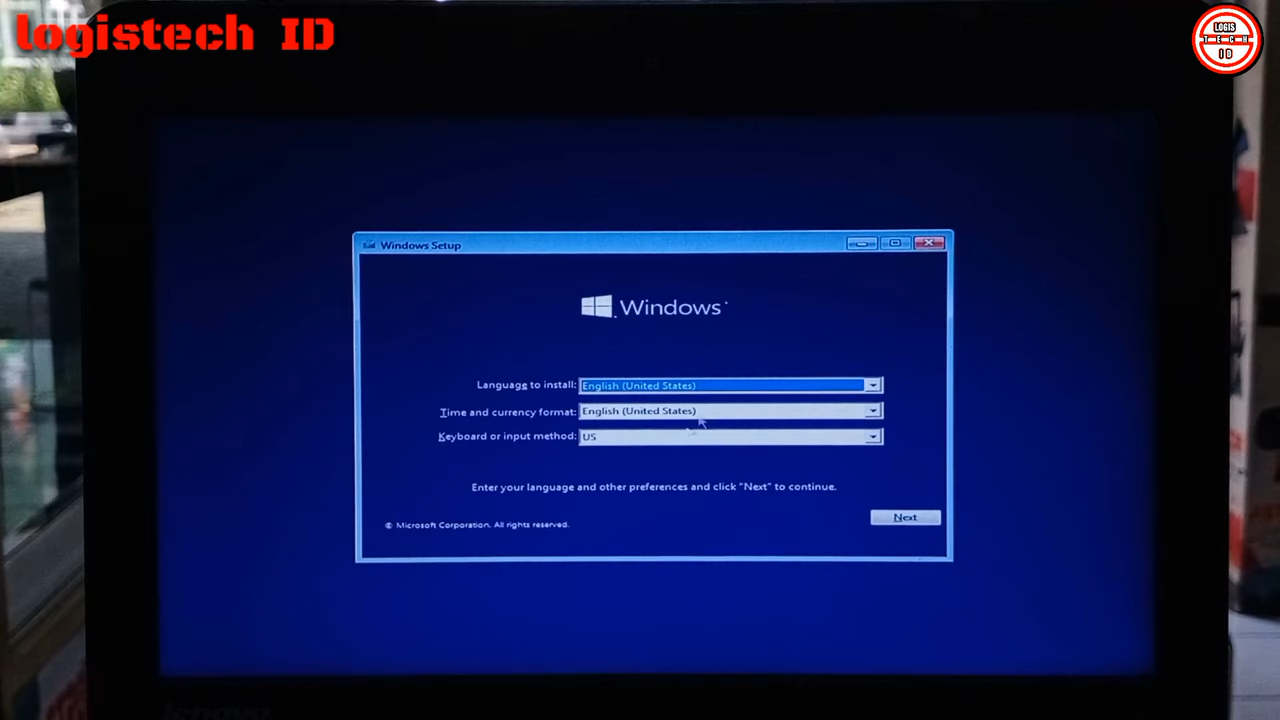 logistech ID
LOGIS
TECH
0D
Windows Setup
Windows
Language to install: English (United States)
Time and currency format: English (United States)
Keyboard or input method: US
Enter your language and other preferences and click "Next" to continue.
© Microsoft Corporation. All rights reserved.
Next
lenovo